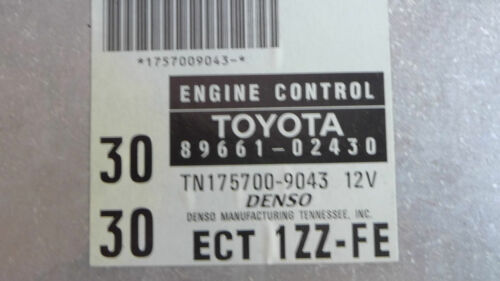 *1757009043-*
ENGINE CONTROL
TOYOTA
89661-02430
30
TN175700-9043 12V
DENSO
DENSO MANUFACTURING TENNESSEE, INC.
30
ECT 1ZZ-FE